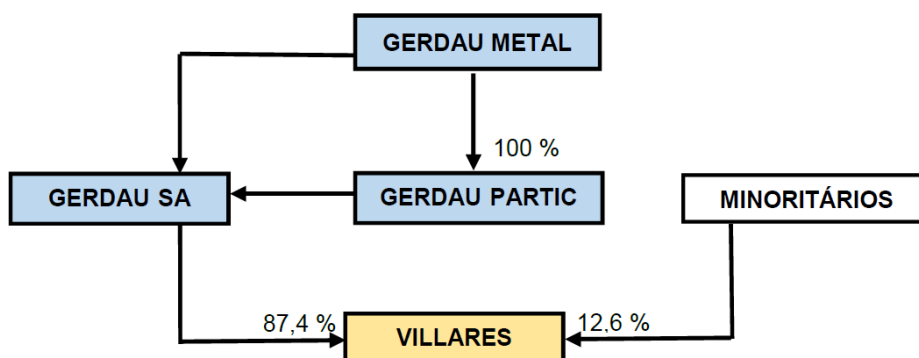 GERDAU METAL
100 %
GERDAU SA
GERDAU PARTIC
MINORITÁRIOS
87,4 %
VILLARES
12,6 %